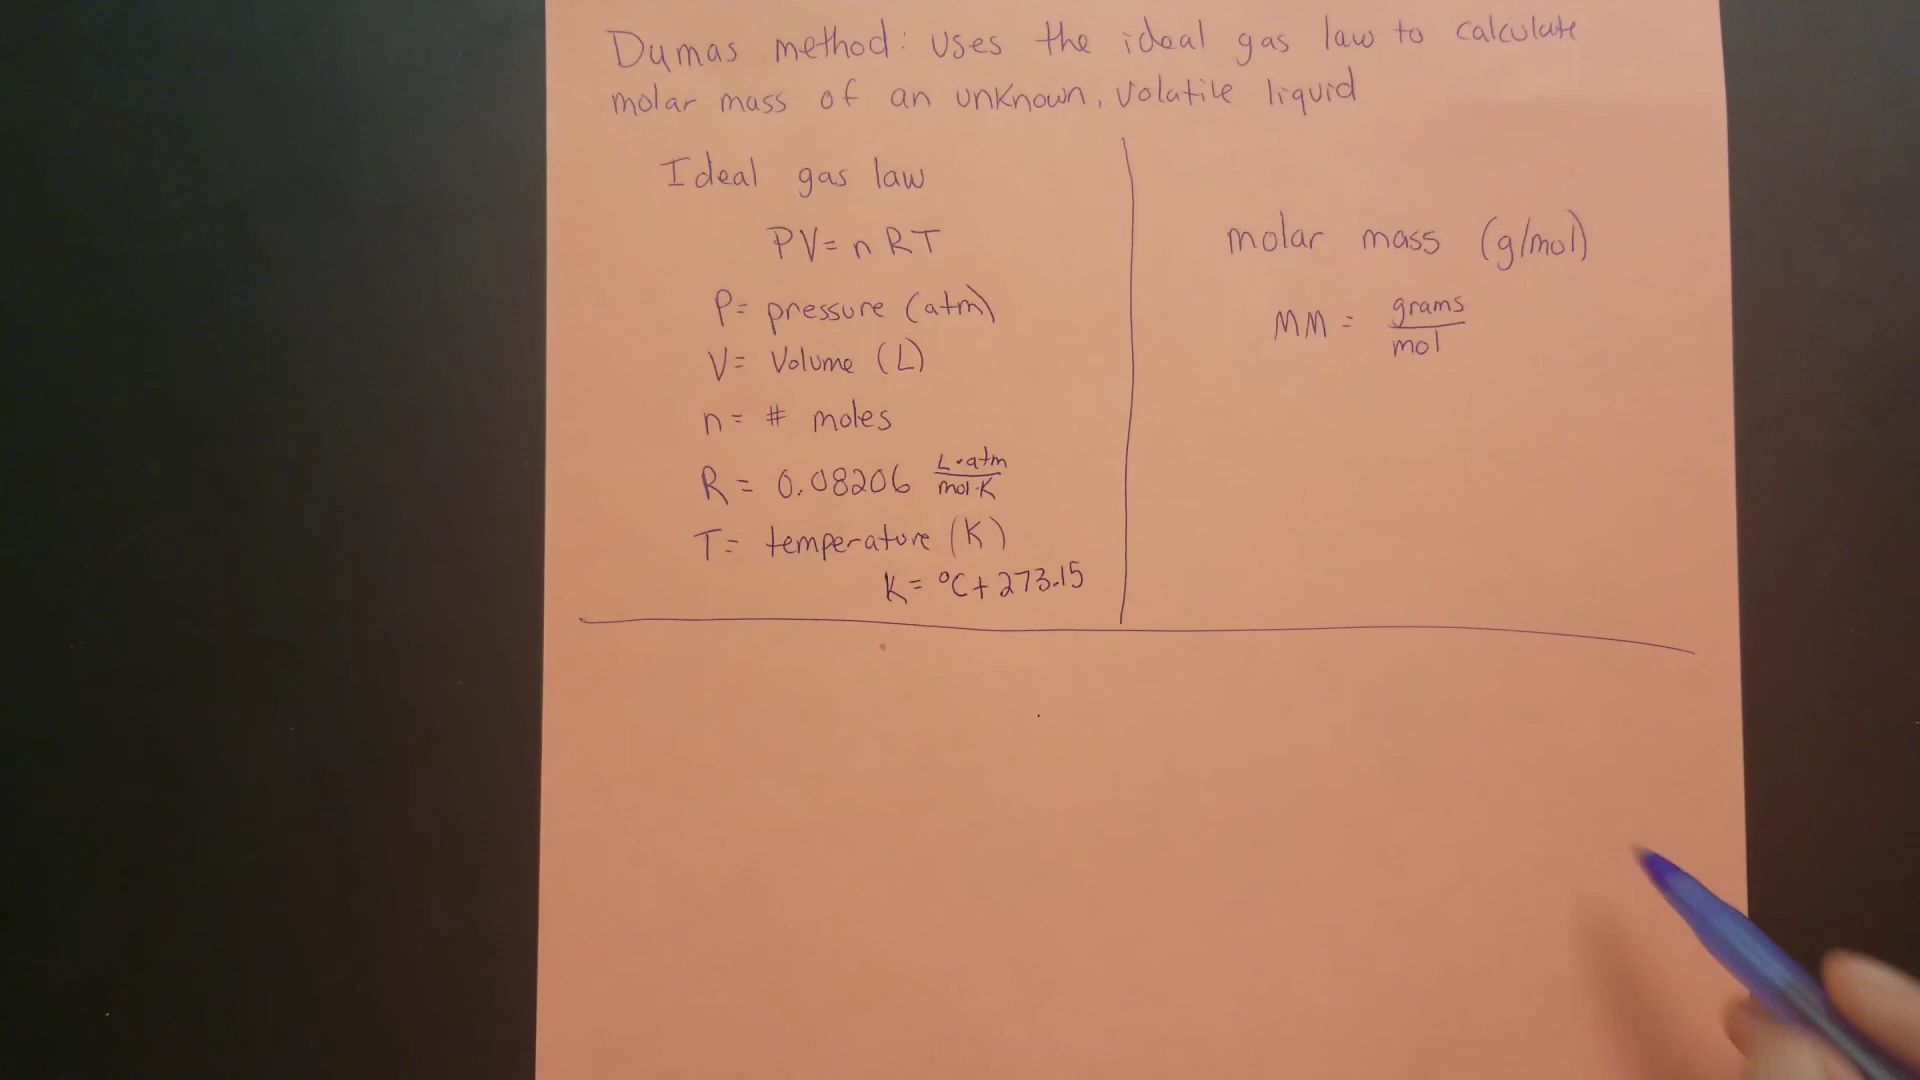 Dumas method: uses the ideal gas law to calculate
molar mass of an unknown, volatile liquid
Ideal gas law
PV= nRT
P= pressure (atm)
V= Volume (L)
n= # moles
R= 0.08206 L·atm/mol·K
T= temperature (K)
K= °C+273.15
molar mass (g/mol)
MM= grams/mol